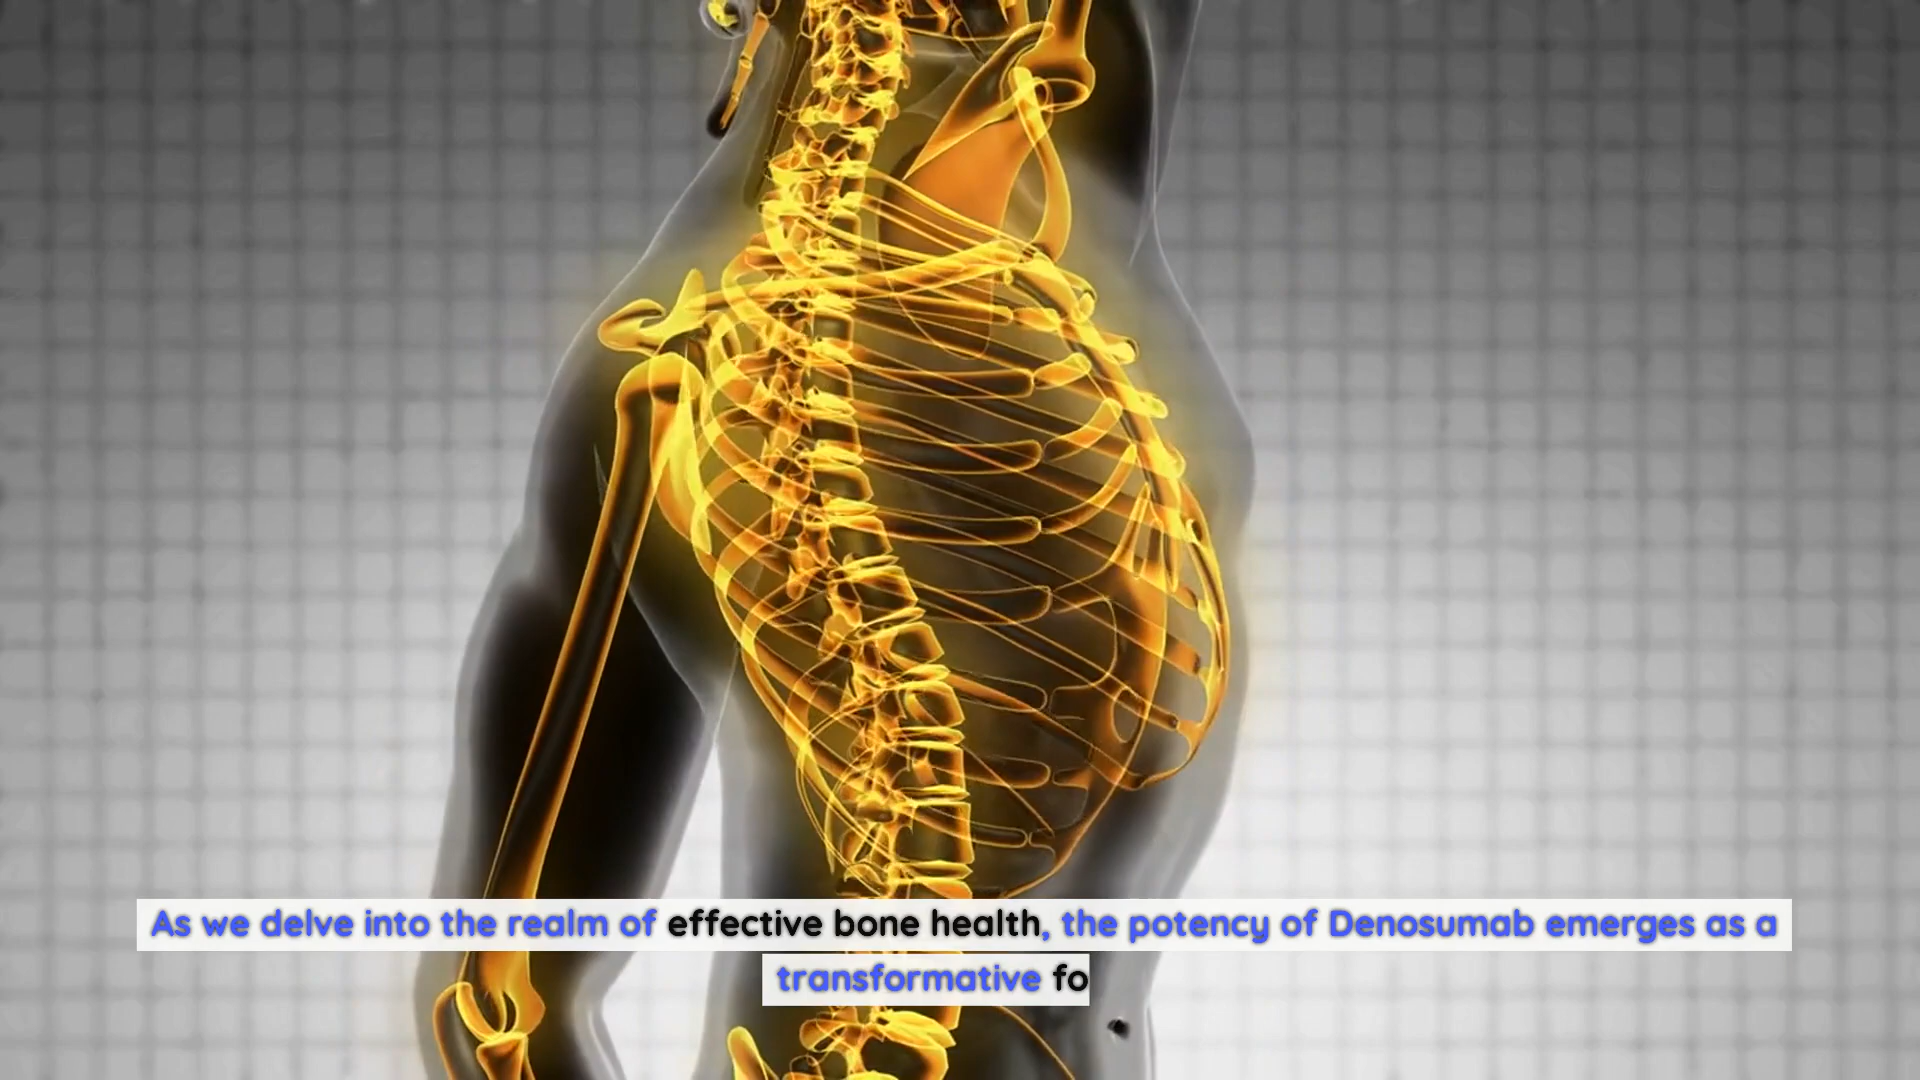 As we delve into the realm of effective bone health, the potency of Denosumab emerges as a
transformative fo